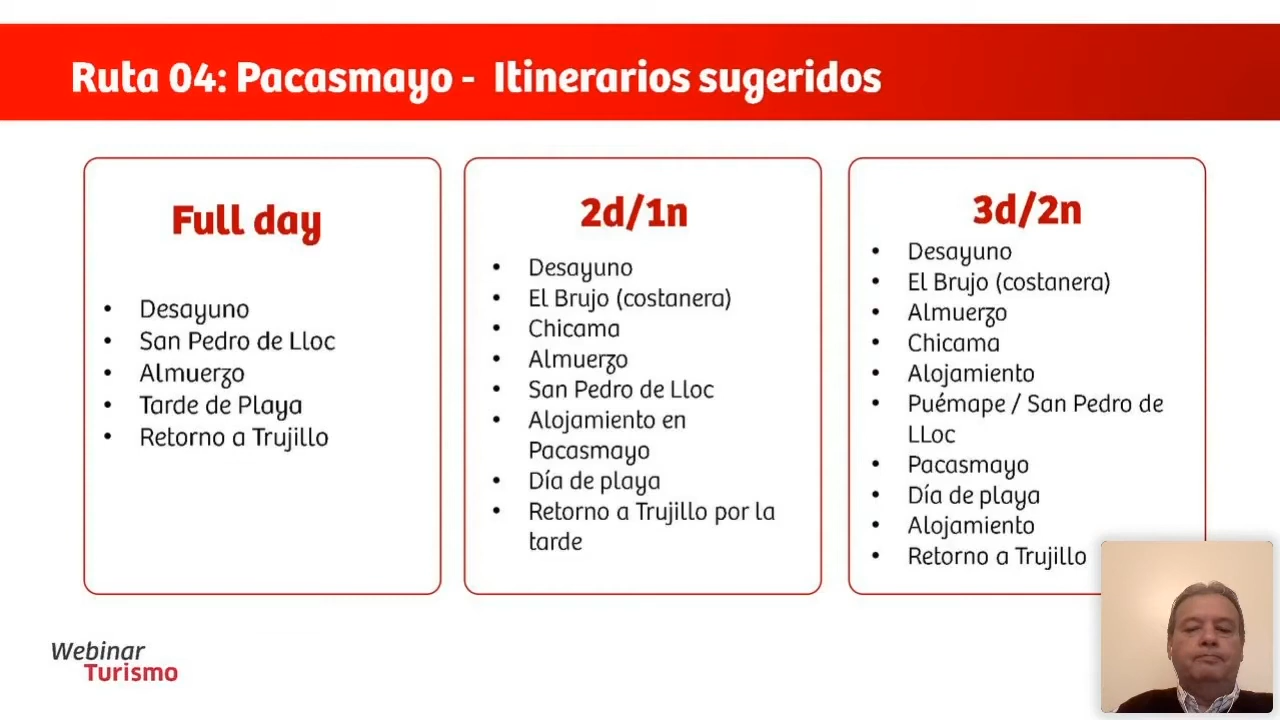 Ruta 04: Pacasmayo - Itinerarios sugeridos
Full day
• Desayuno
• San Pedro de Lloc
• Almuerzo
• Tarde de Playa
• Retorno a Trujillo
2d/1n
• Desayuno
• El Brujo (costanera)
• Chicama
• Almuerzo
• San Pedro de Lloc
• Alojamiento en
Pacasmayo
• Día de playa
• Retorno a Trujillo por la
tarde
3d/2n
• Desayuno
• El Brujo (costanera)
• Almuerzo
• Chicama
• Alojamiento
• Puémape / San Pedro de
LLoc
• Pacasmayo
• Día de playa
• Alojamiento
• Retorno a Trujillo
Webinar
Turismo